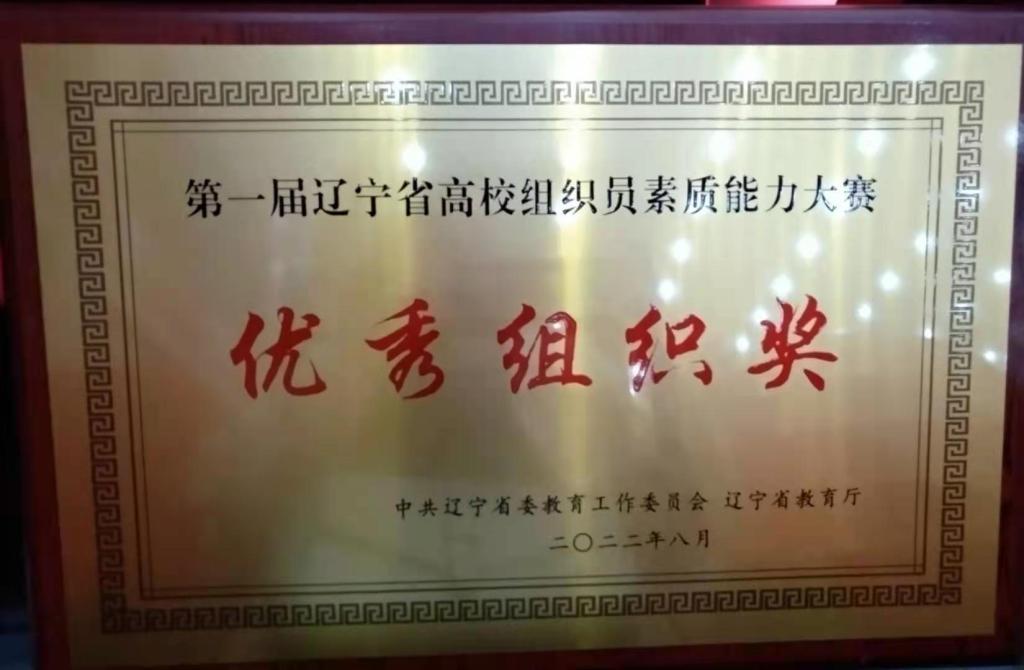 第一届辽宁省高校组织员素质能力大赛
优秀组织奖
中共辽宁省委教育工作委员会 辽宁省教育厅
二〇二二年八月